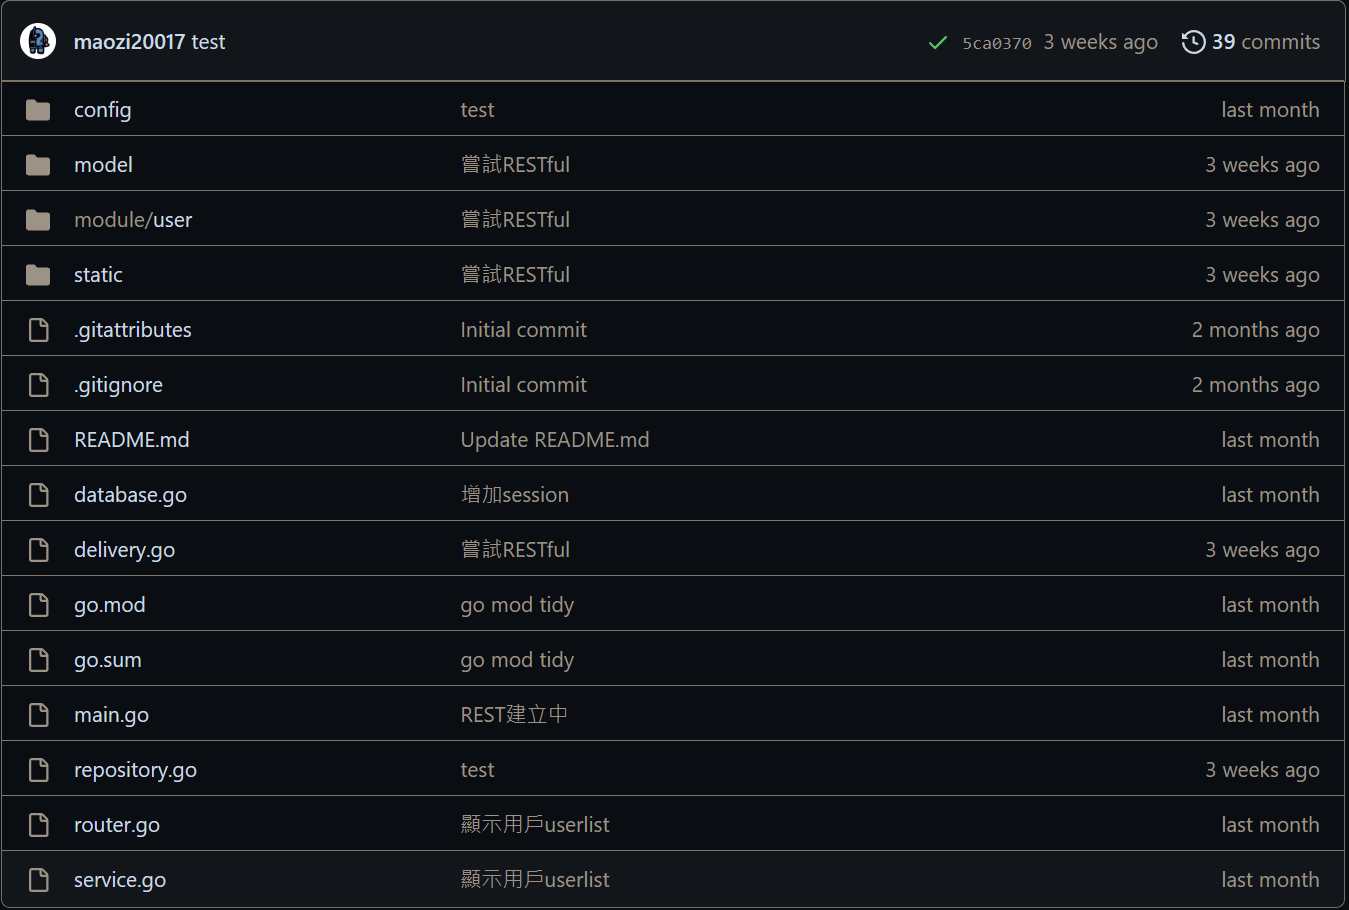 maozi20017 test 5ca0370 3 weeks ago 39 commits
config test last month
model 嘗試RESTful 3 weeks ago
module/user 嘗試RESTful 3 weeks ago
static 嘗試RESTful 3 weeks ago
.gitattributes Initial commit 2 months ago
.gitignore Initial commit 2 months ago
README.md Update README.md last month
database.go 增加session last month
delivery.go 嘗試RESTful 3 weeks ago
go.mod go mod tidy last month
go.sum go mod tidy last month
main.go REST建立中 last month
repository.go test 3 weeks ago
router.go 顯示用戶userlist last month
service.go 顯示用戶userlist last month